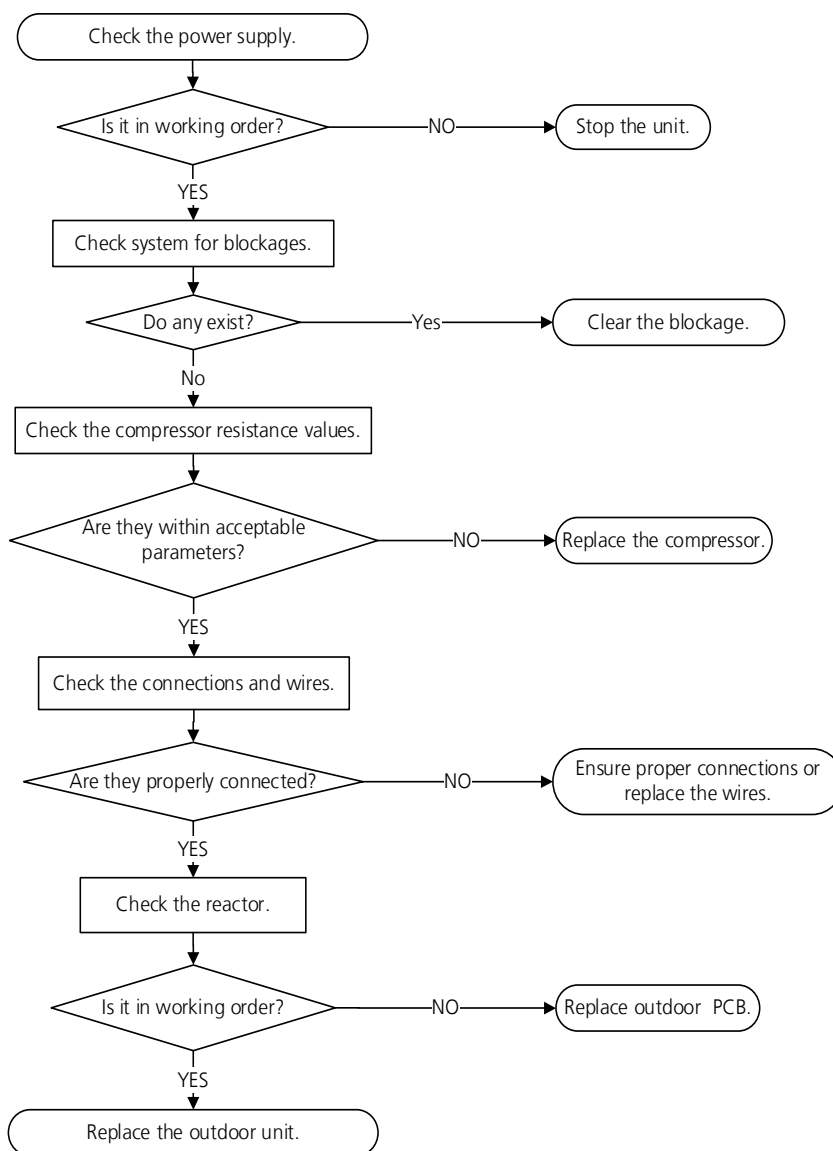 Check the power supply.
Is it in working order?
NO
Stop the unit.
YES
Check system for blockages.
Do any exist?
Yes
Clear the blockage.
No
Check the compressor resistance values.
Are they within acceptable
parameters?
NO
Replace the compressor.
YES
Check the connections and wires.
Are they properly connected?
NO
Ensure proper connections or
replace the wires.
YES
Check the reactor.
Is it in working order?
NO
Replace outdoor PCB.
YES
Replace the outdoor unit.